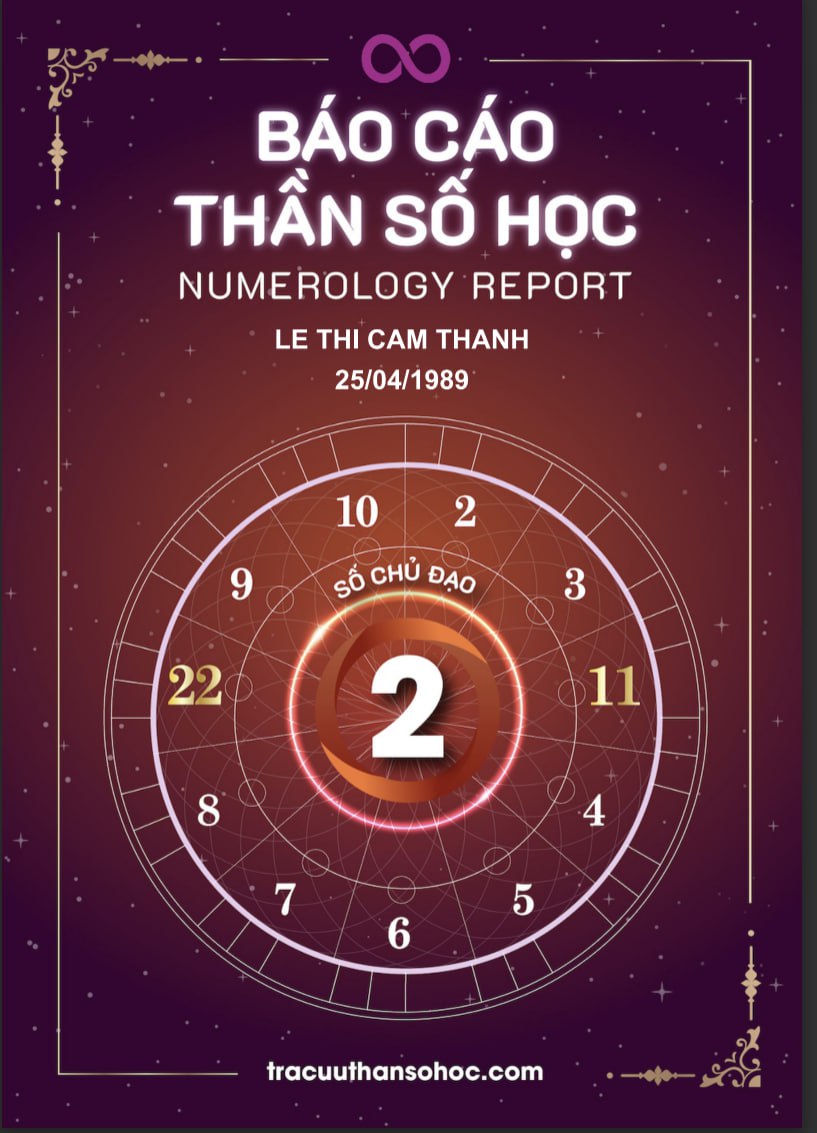 BÁO CÁO
THẦN SỐ HỌC
NUMEROLOGY REPORT
LE THI CAM THANH
25/04/1989
10 2
9 3
SỐ CHỦ ĐẠO
22 2 11
8 4
7 5
6
tracuuthansohoc.com